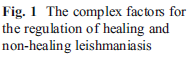 Fig. 1 The complex factors for
the regulation of healing and
non-healing leishmaniasis